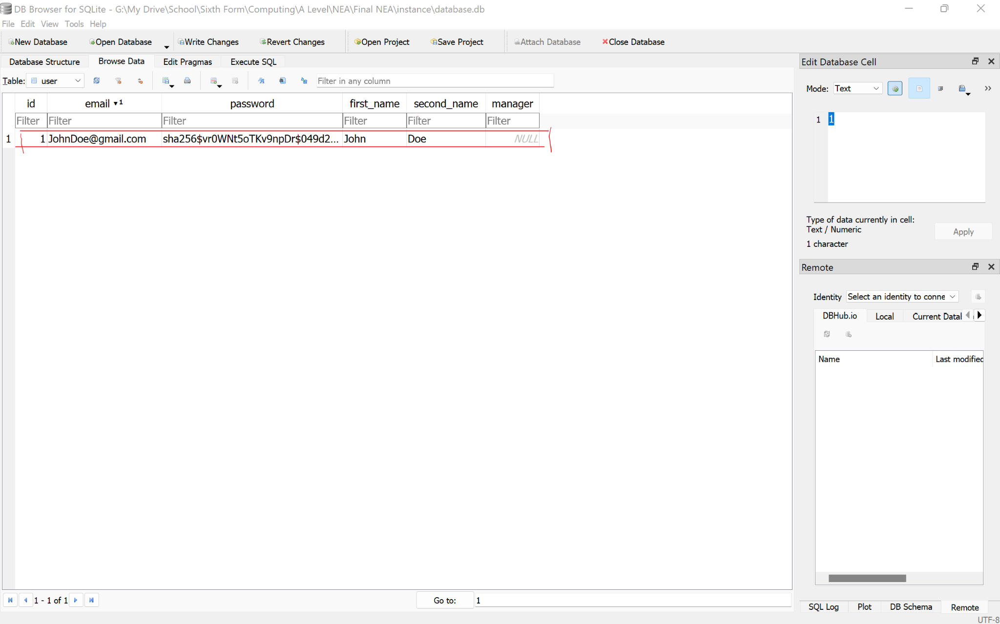 DB Browser for SQLite - G:\My Drive\School\Sixth Form\Computing\A Level\NEA\Final NEA\instance\database.db
File Edit View Tools Help
New Database Open Database Write Changes Revert Changes Open Project Save Project Attach Database Close Database
Database Structure Browse Data Edit Pragmas Execute SQL
Table: user Filter in any column
id email 1 password first_name second_name manager
Filter Filter Filter Filter Filter Filter
1 1 JohnDoe@gmail.com sha256$vr0WNt5oTKv9npDr$049d2... John Doe NULL
1 - 1 of 1 Go to: 1
Edit Database Cell
Mode: Text
1 1
Type of data currently in cell:
Text / Numeric
Apply
1 character
Remote
Identity Select an identity to conne
DBHub.io Local Current Datal
Name Last modified
SQL Log Plot DB Schema Remote
UTF-8